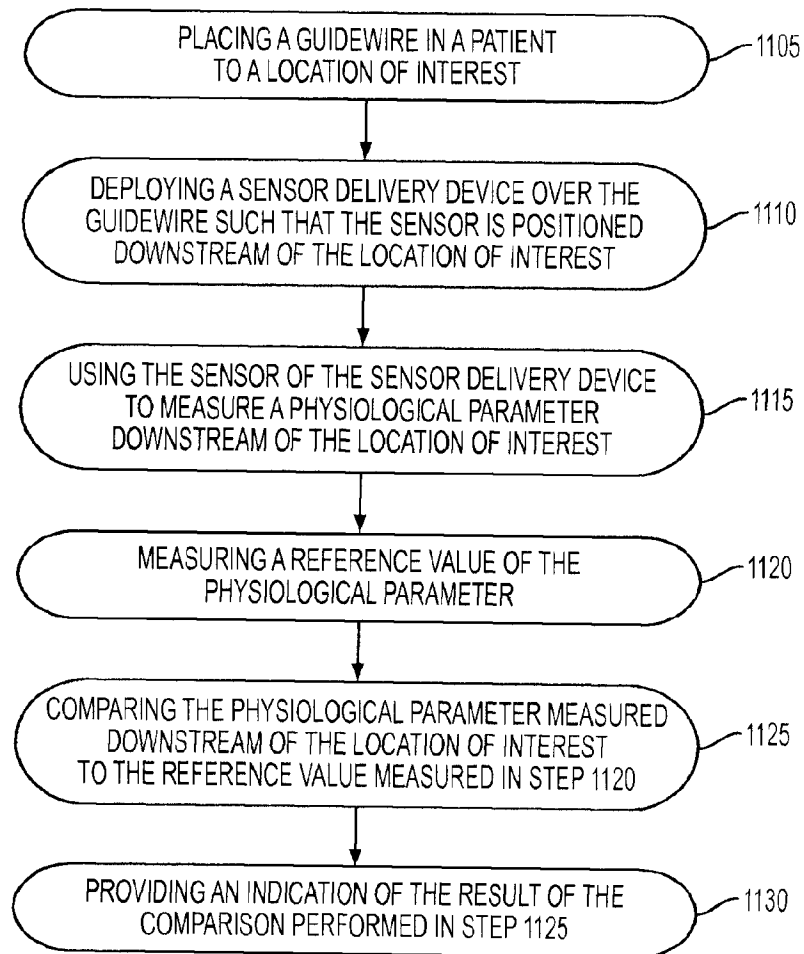 PLACING A GUIDEWIRE IN A PATIENT
TO A LOCATION OF INTEREST
1105
DEPLOYING A SENSOR DELIVERY DEVICE OVER THE
GUIDEWIRE SUCH THAT THE SENSOR IS POSITIONED
DOWNSTREAM OF THE LOCATION OF INTEREST
1110
USING THE SENSOR OF THE SENSOR DELIVERY DEVICE
TO MEASURE A PHYSIOLOGICAL PARAMETER
DOWNSTREAM OF THE LOCATION OF INTEREST
1115
MEASURING A REFERENCE VALUE OF THE
PHYSIOLOGICAL PARAMETER
1120
COMPARING THE PHYSIOLOGICAL PARAMETER MEASURED
DOWNSTREAM OF THE LOCATION OF INTEREST
TO THE REFERENCE VALUE MEASURED IN STEP 1120
1125
PROVIDING AN INDICATION OF THE RESULT OF THE
COMPARISON PERFORMED IN STEP 1125
1130